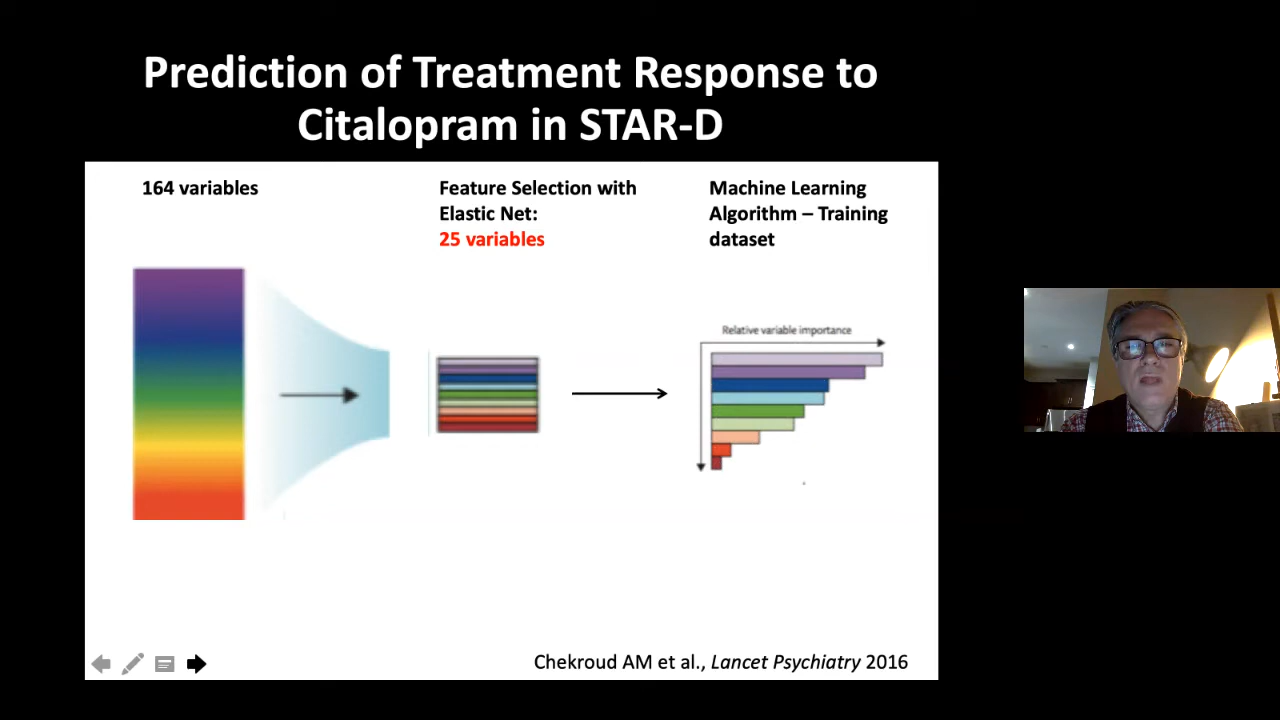 Prediction of Treatment Response to
Citalopram in STAR-D
164 variables
Feature Selection with
Elastic Net:
25 variables
Machine Learning
Algorithm – Training
dataset
Relative variable importance
Chekroud AM et al., Lancet Psychiatry 2016